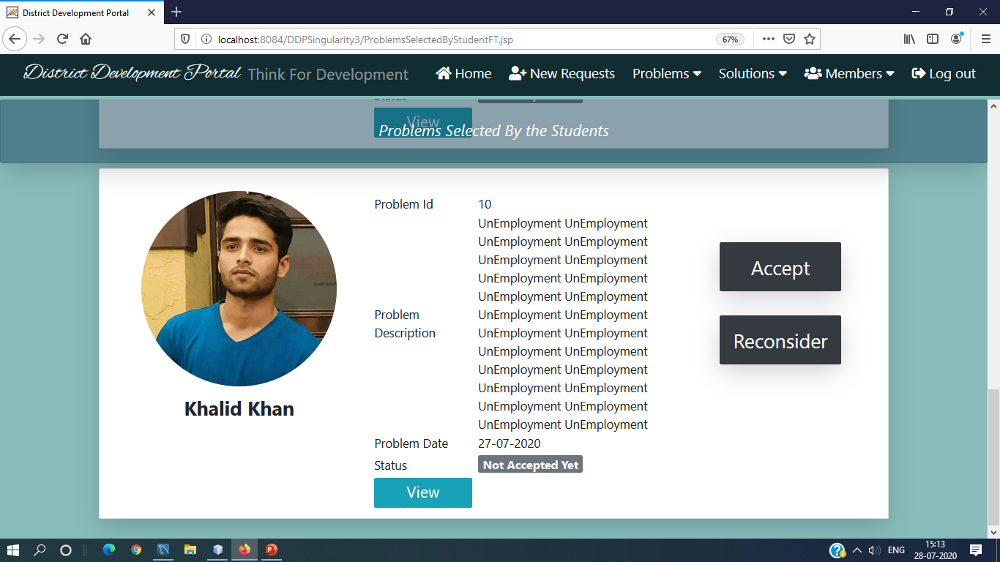 District Development Portal
localhost:8084/DDPSingularity3/ProblemsSelectedByStudentFT.jsp
67%
District Development Portal Think For Development Home New Requests Problems Solutions Members Log out
View
Problems Selected By the Students
Problem Id 10
UnEmployment UnEmployment
UnEmployment UnEmployment
UnEmployment UnEmployment
UnEmployment UnEmployment
UnEmployment UnEmployment
Problem UnEmployment UnEmployment
Description UnEmployment UnEmployment
UnEmployment UnEmployment
UnEmployment UnEmployment
UnEmployment UnEmployment
UnEmployment UnEmployment
UnEmployment UnEmployment
Problem Date 27-07-2020
Status Not Accepted Yet
View
Khalid Khan
Accept
Reconsider
ENG
15:13
28-07-2020